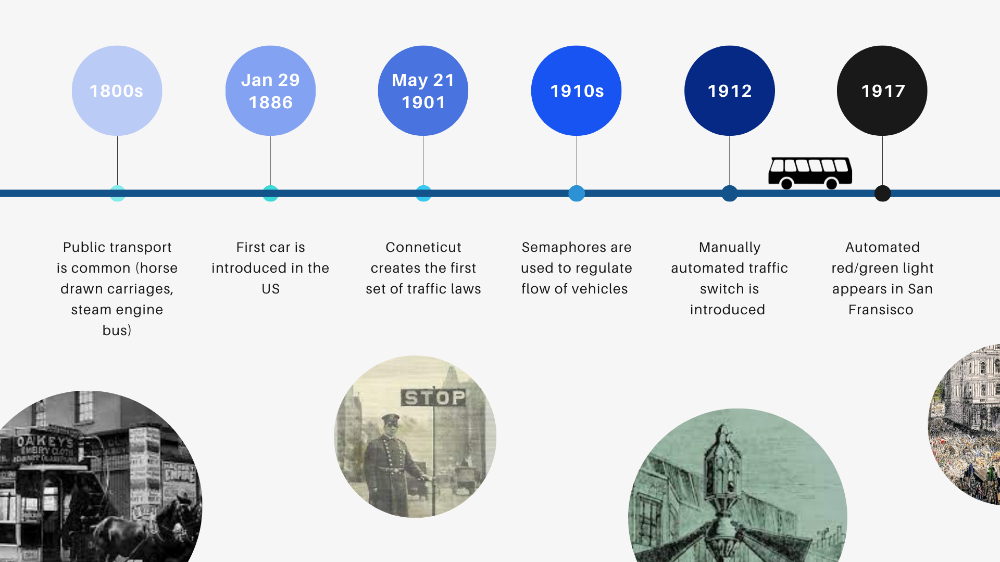 1800s
Jan 29
1886
May 21
1901
1910s
1912
1917
Public transport
is common (horse
drawn carriages,
steam engine
bus)
First car is
introduced in the
US
Conneticut
creates the first
set of traffic laws
Semaphores are
used to regulate
flow of vehicles
Manually
automated traffic
switch is
introduced
Automated
red/green light
appears in San
Fransisco
STOP
OAKEY'S
EMBRY CLOTH
EMPIRE